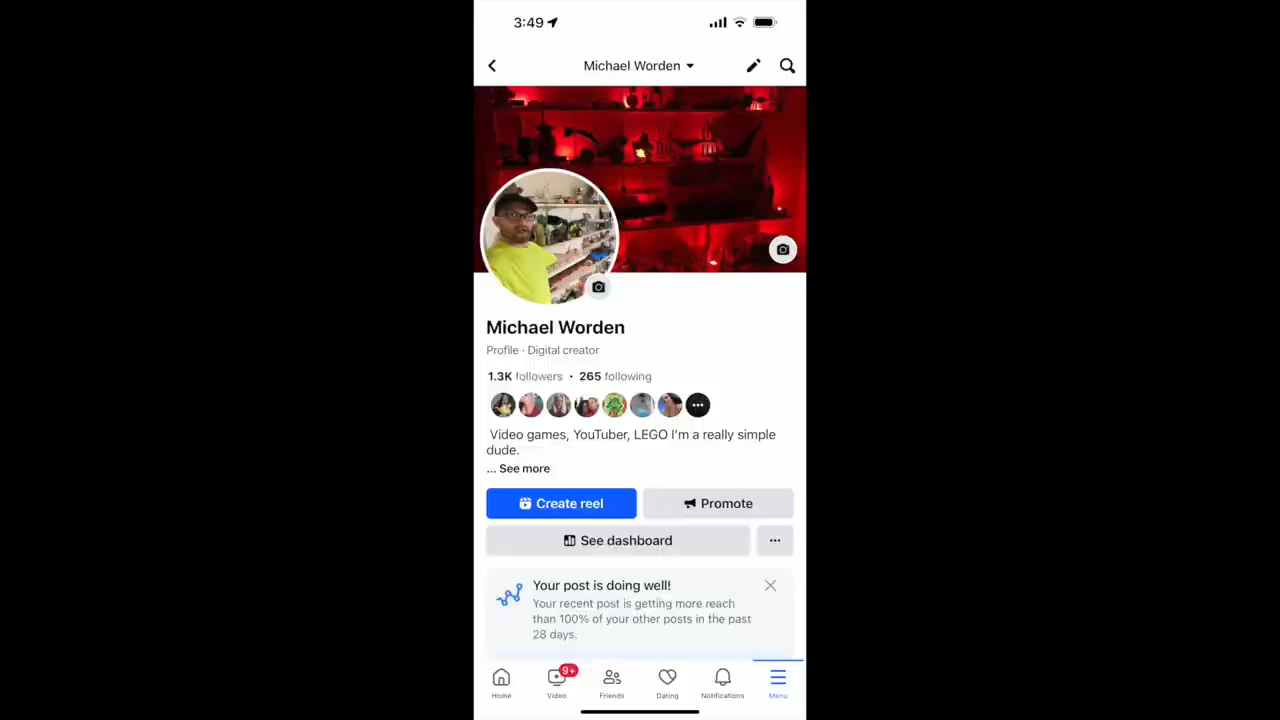 3:49
Michael Worden
Michael Worden
Profile · Digital creator
1.3K followers • 265 following
Video games, YouTuber, LEGO I'm a really simple
dude.
... See more
Create reel
Promote
See dashboard
Your post is doing well!
Your recent post is getting more reach
than 100% of your other posts in the past
28 days.
9+
Home
Video
Friends
Dating
Notifications
Menu